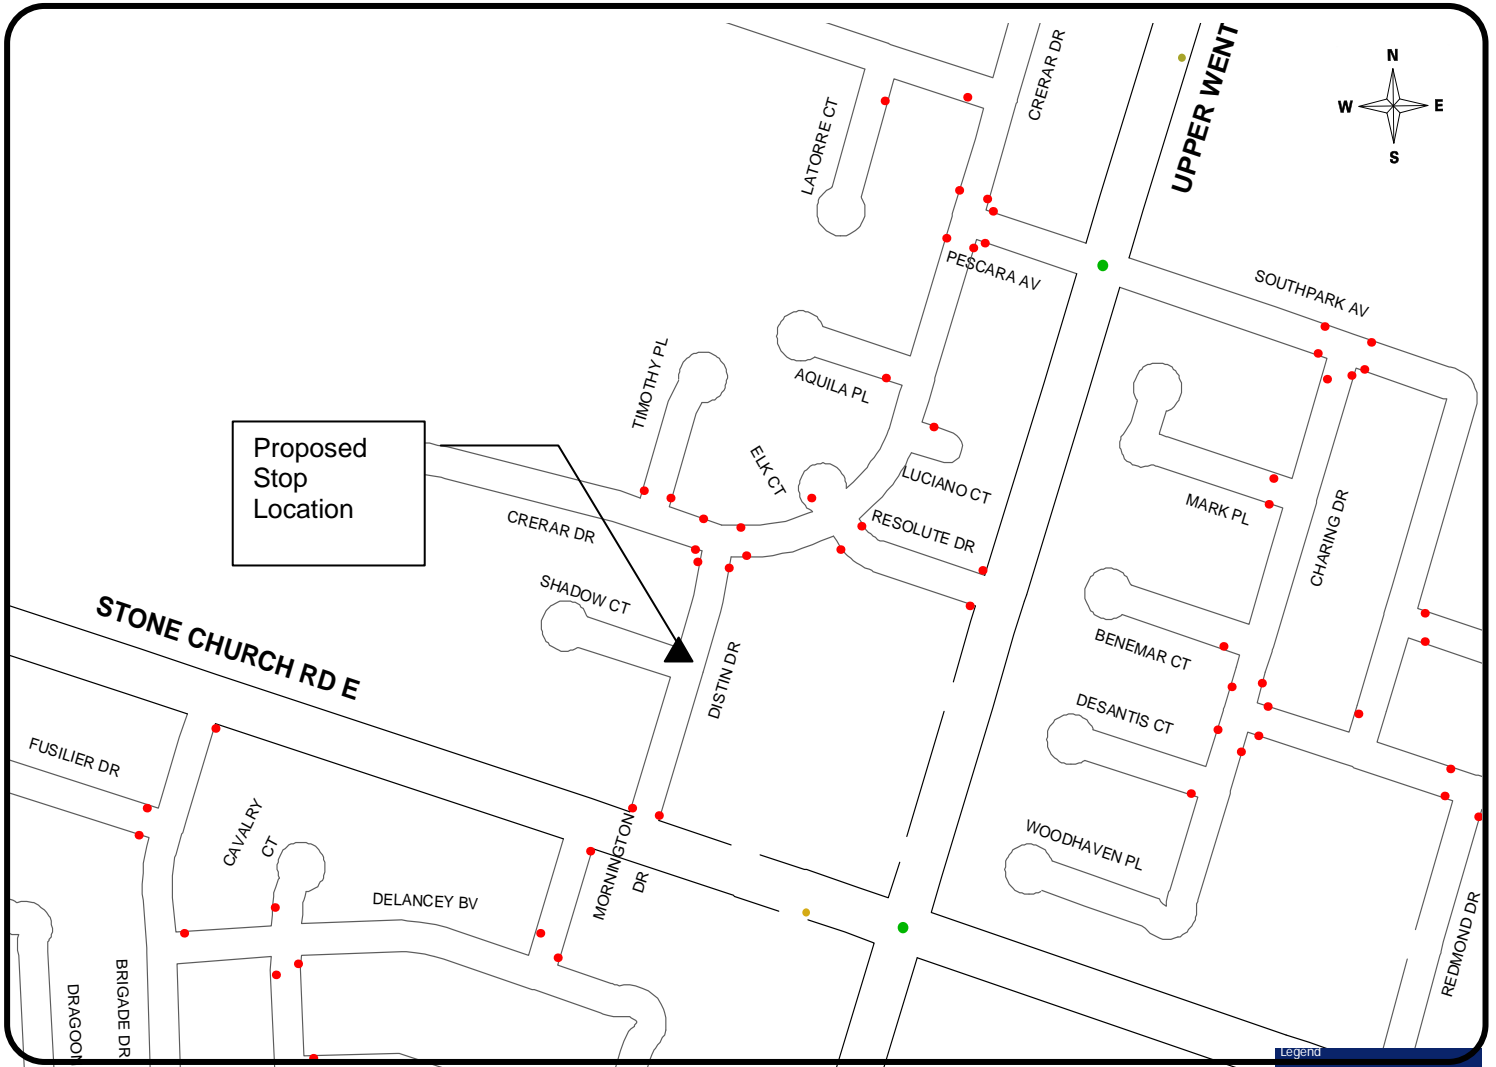 CRERAR DR
UPPER WENT
N
W
E
S
LATORRE CT
PESCARA AV
SOUTHPARK AV
TIMOTHY PL
AQUILA PL
Proposed
Stop
Location
ELK CT
LUCIANO CT
MARK PL
CRERAR DR
RESOLUTE DR
CHARING DR
SHADOW CT
STONE CHURCH RD E
BENEMAR CT
DISTIN DR
DESANTIS CT
FUSILIER DR
CAVALRY
CT
MORNINGTON
DR
WOODHAVEN PL
DELANCEY BV
REDMOND DR
BRIGADE DR
DRAGOON
Legend